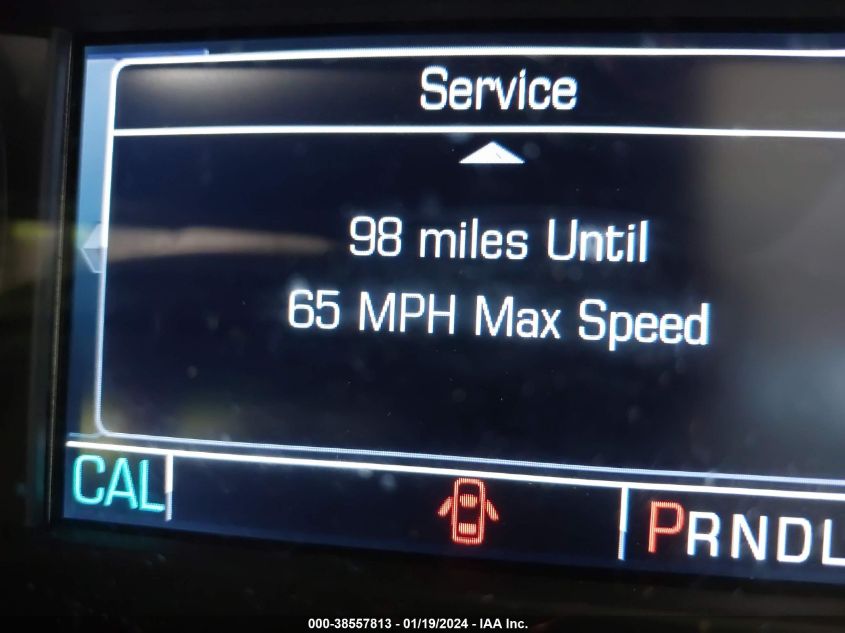 Service
98 miles Until
65 MPH Max Speed
CAL
PRNDL
000-38557813 - 01/19/2024 - IAA Inc.